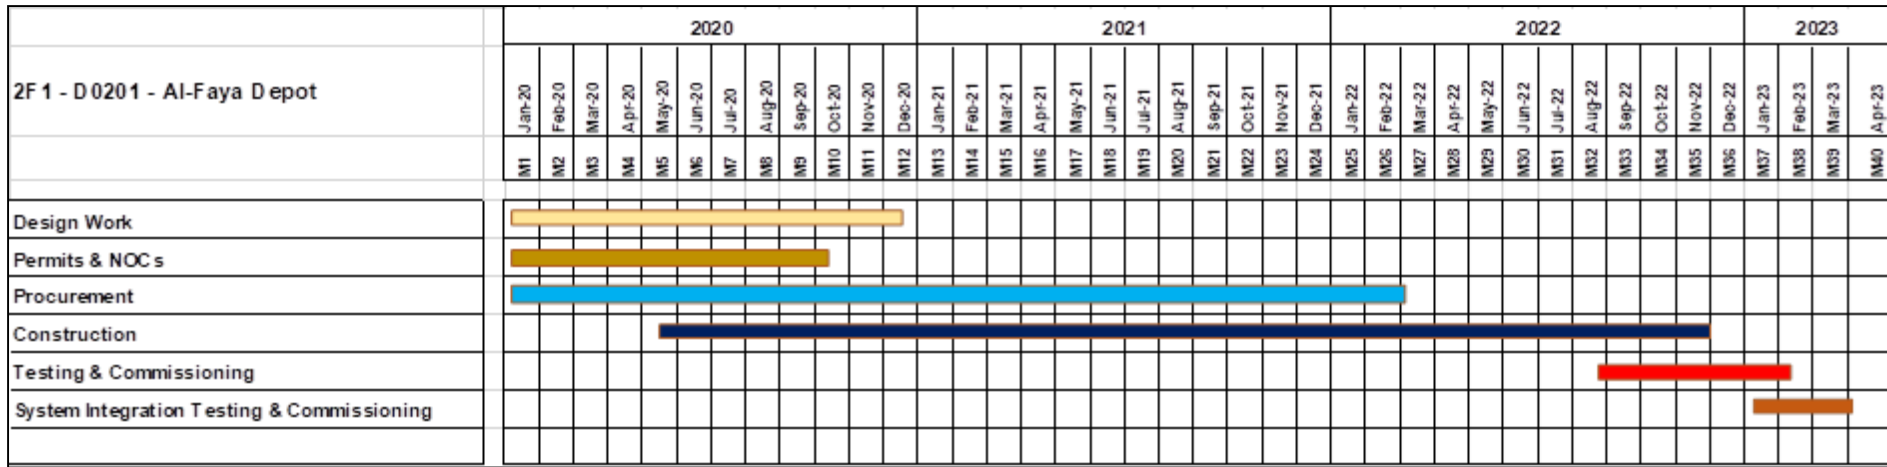 2020 2021 2022 2023
2F1 - D0201 - Al-Faya Depot
Jan-20 Feb-20 Mar-20 Apr-20 May-20 Jun-20 Jul-20 Aug-20 Sep-20 Oct-20 Nov-20 Dec-20 Jan-21 Feb-21 Mar-21 Apr-21 May-21 Jun-21 Jul-21 Aug-21 Sep-21 Oct-21 Nov-21 Dec-21 Jan-22 Feb-22 Mar-22 Apr-22 May-22 Jun-22 Jul-22 Aug-22 Sep-22 Oct-22 Nov-22 Dec-22 Jan-23 Feb-23 Mar-23 Apr-23
M1 M2 M3 M4 M5 M6 M7 M8 M9 M10 M11 M12 M13 M14 M15 M16 M17 M18 M19 M20 M21 M22 M23 M24 M25 M26 M27 M28 M29 M30 M31 M32 M33 M34 M35 M36 M37 M38 M39 M40
Design Work
Permits & NOCs
Procurement
Construction
Testing & Commissioning
System Integration Testing & Commissioning